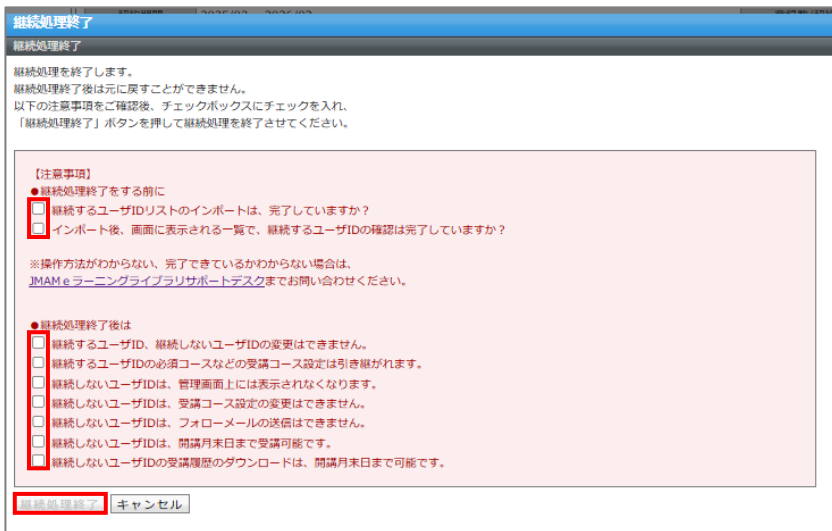 継続処理終了
継続処理終了
継続処理を終了します。
継続処理終了後は元に戻すことができません。
以下の注意事項をご確認後、チェックボックスにチェックを入れ、
「継続処理終了」ボタンを押して継続処理を終了させてください。
【注意事項】
●継続処理終了をする前に
継続するユーザIDリストのインポートは、完了していますか？
インポート後、画面に表示される一覧で、継続するユーザIDの確認は完了していますか？
※操作方法がわからない、完了できているかわからない場合は、
JMAMｅラーニングライブラリサポートデスクまでお問い合わせください。
●継続処理終了後は
継続するユーザID、継続しないユーザIDの変更はできません。
継続するユーザIDの必須コースなどの受講コース設定は引き継がれます。
継続しないユーザIDは、管理画面上には表示されなくなります。
継続しないユーザIDは、受講コース設定の変更はできません。
継続しないユーザIDは、フォローメールの送信はできません。
継続しないユーザIDは、開講月末日まで受講可能です。
継続しないユーザIDの受講履歴のダウンロードは、開講月末日まで可能です。
継続処理終了 キャンセル